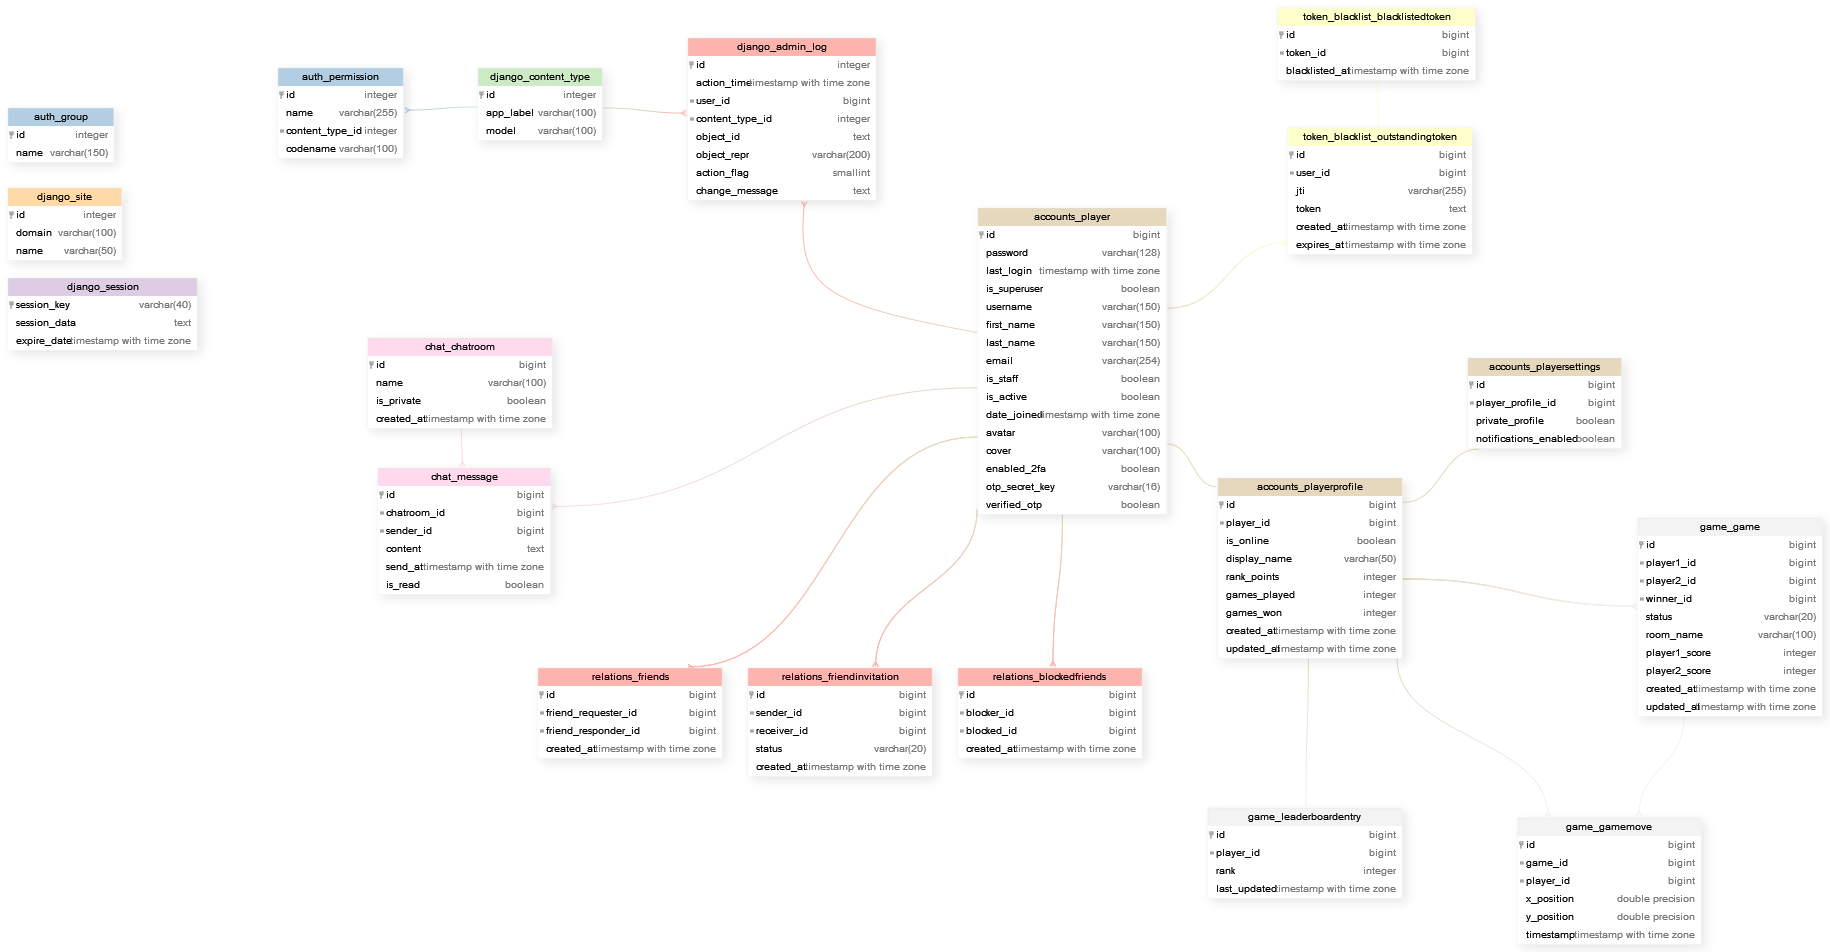 auth_group
id integer
name varchar(150)
django_site
id integer
domain varchar(100)
name varchar(50)
django_session
session_key varchar(40)
session_data text
expire_date timestamp with time zone
auth_permission
id integer
name varchar(255)
content_type_id integer
codename varchar(100)
django_content_type
id integer
app_label varchar(100)
model varchar(100)
django_admin_log
id integer
action_time timestamp with time zone
user_id bigint
content_type_id integer
object_id text
object_repr varchar(200)
action_flag smallint
change_message text
token_blacklist_blacklistedtoken
id bigint
token_id bigint
blacklisted_at timestamp with time zone
token_blacklist_outstandingtoken
id bigint
user_id bigint
jti varchar(255)
token text
created_at timestamp with time zone
expires_at timestamp with time zone
accounts_player
id bigint
password varchar(128)
last_login timestamp with time zone
is_superuser boolean
username varchar(150)
first_name varchar(150)
last_name varchar(150)
email varchar(254)
is_staff boolean
is_active boolean
date_joined timestamp with time zone
avatar varchar(100)
cover varchar(100)
enabled_2fa boolean
otp_secret_key varchar(16)
verified_otp boolean
chat_chatroom
id bigint
name varchar(100)
is_private boolean
created_at timestamp with time zone
chat_message
id bigint
chatroom_id bigint
sender_id bigint
content text
send_at timestamp with time zone
is_read boolean
accounts_playersettings
id bigint
player_profile_id bigint
private_profile boolean
notifications_enabled boolean
accounts_playerprofile
id bigint
player_id bigint
is_online boolean
display_name varchar(50)
rank_points integer
games_played integer
games_won integer
created_at timestamp with time zone
updated_at timestamp with time zone
game_game
id bigint
player1_id bigint
player2_id bigint
winner_id bigint
status varchar(20)
room_name varchar(100)
player1_score integer
player2_score integer
created_at timestamp with time zone
updated_at timestamp with time zone
relations_friends
id bigint
friend_requester_id bigint
friend_responder_id bigint
created_at timestamp with time zone
relations_friendinvitation
id bigint
sender_id bigint
receiver_id bigint
status varchar(20)
created_at timestamp with time zone
relations_blockedfriends
id bigint
blocker_id bigint
blocked_id bigint
created_at timestamp with time zone
game_leaderboardentry
id bigint
player_id bigint
rank integer
last_updated timestamp with time zone
game_gamemove
id bigint
game_id bigint
player_id bigint
x_position double precision
y_position double precision
timestamp timestamp with time zone